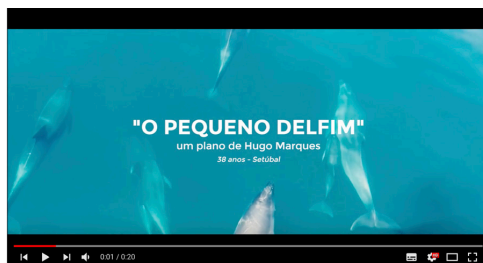 "O PEQUENO DELFIM"
um plano de Hugo Marques
38 anos - Setúbal
0:01 / 0:20